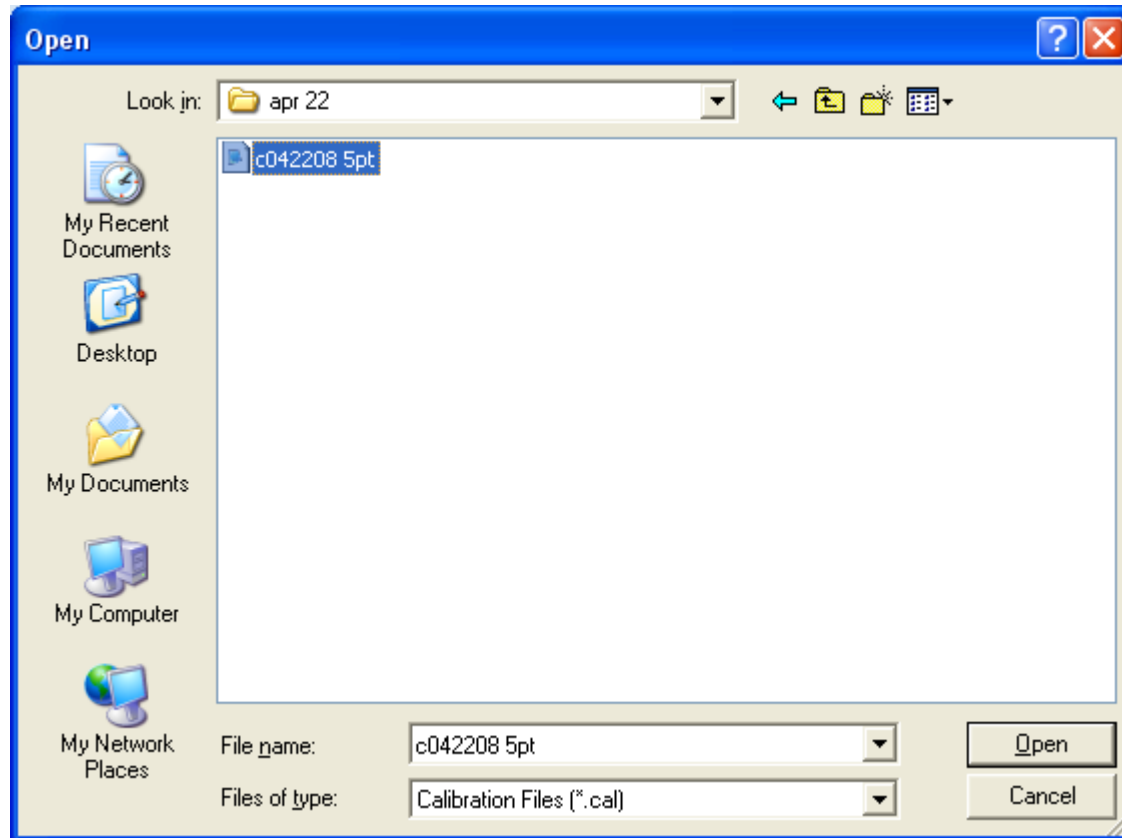 Open
Look in: apr 22
c042208 5pt
My Recent
Documents
Desktop
My Documents
My Computer
My Network
Places
File name: c042208 5pt Open
Files of type: Calibration Files (*.cal) Cancel